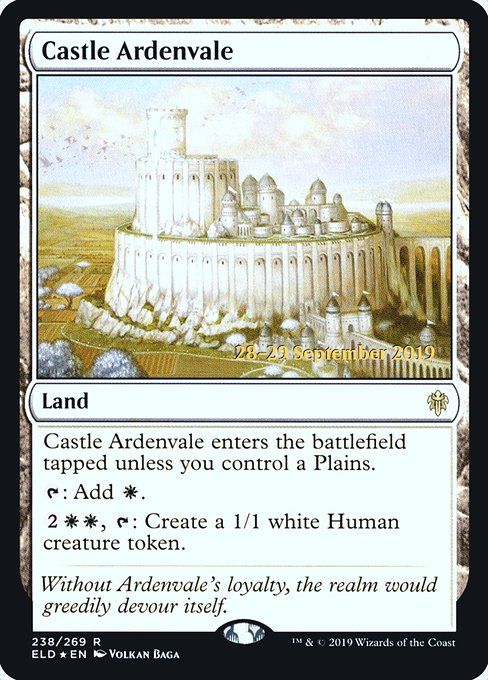 Castle Ardenvale
28–29 September 2019
Land
Castle Ardenvale enters the battlefield
tapped unless you control a Plains.
: Add .
2 , : Create a 1/1 white Human
creature token.
Without Ardenvale's loyalty, the realm would
greedily devour itself.
238/269 R
™ & © 2019 Wizards of the Coast
ELD ★ EN Volkan Baga